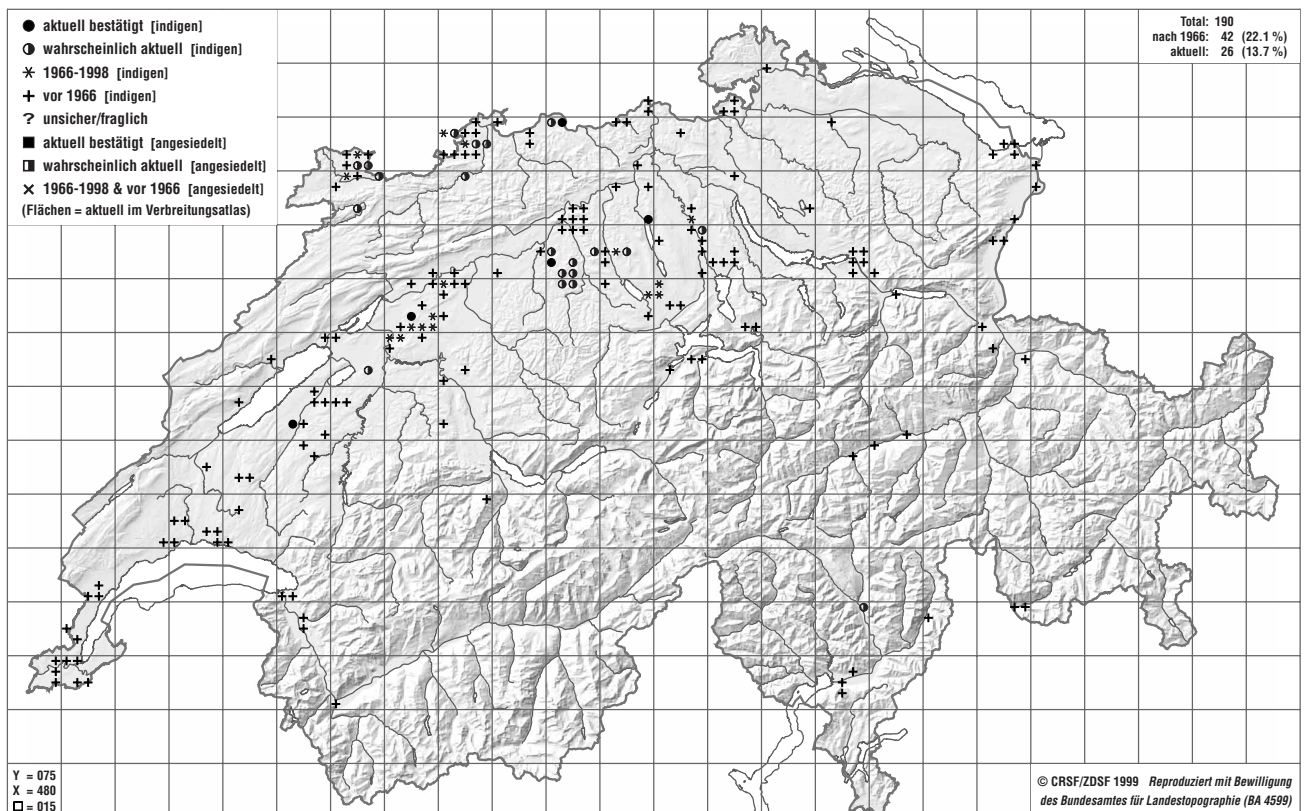 aktuell bestätigt [indigen]
wahrscheinlich aktuell [indigen]
1966-1998 [indigen]
vor 1966 [indigen]
? unsicher/fraglich
aktuell bestätigt [angesiedelt]
wahrscheinlich aktuell [angesiedelt]
1966-1998 & vor 1966 [angesiedelt]
(Flächen = aktuell im Verbreitungsatlas)
Total: 190
nach 1966: 42 (22.1 %)
aktuell: 26 (13.7 %)
Y = 075
X = 480
□ = 015
© CRSF/ZDSF 1999 Reproduziert mit Bewilligung
des Bundesamtes für Landestopographie (BA 4599)